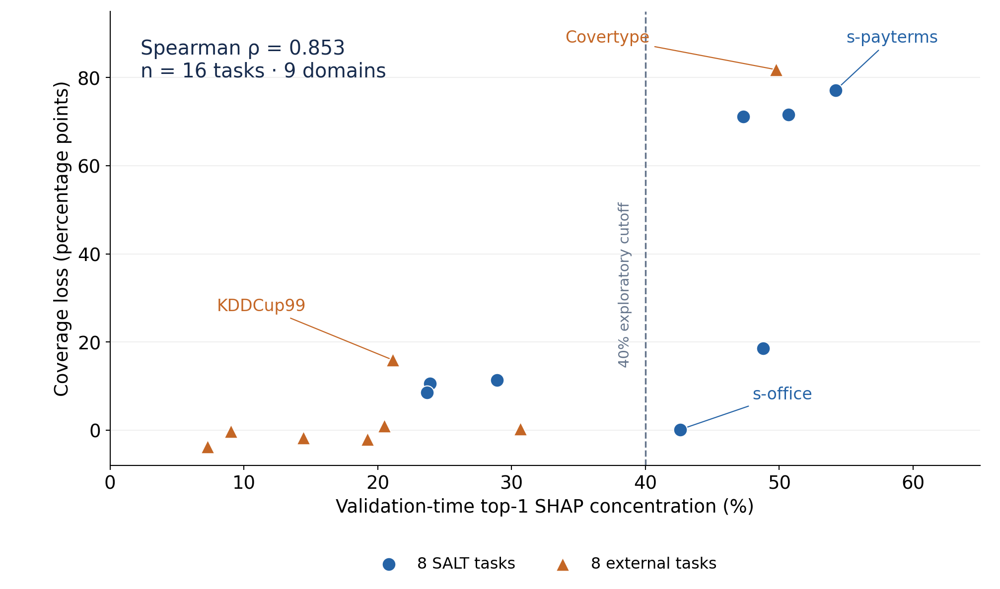 Spearman ρ = 0.853
n = 16 tasks · 9 domains
Covertype
s-payterms
KDDCup99
s-office
40% exploratory cutoff
Coverage loss (percentage points)
80
60
40
20
0
0 10 20 30 40 50 60
Validation-time top-1 SHAP concentration (%)
8 SALT tasks
8 external tasks